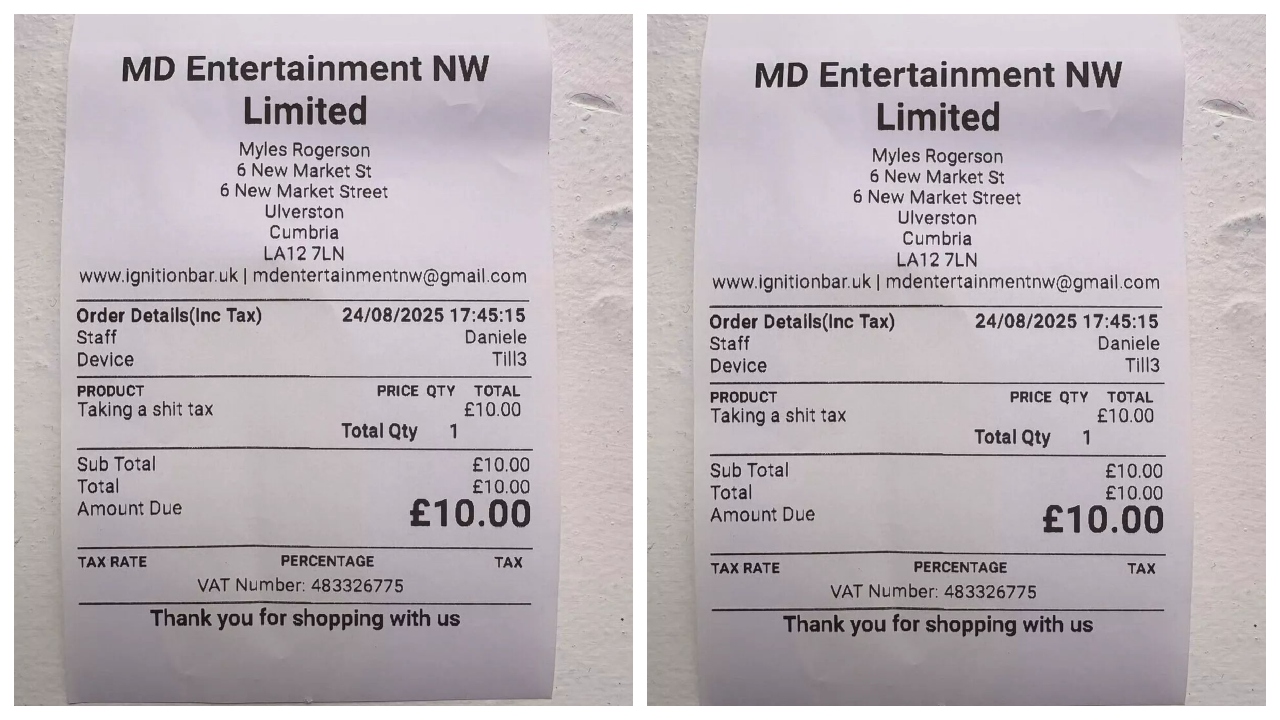 MD Entertainment NW
Limited
Myles Rogerson
6 New Market St
6 New Market Street
Ulverston
Cumbria
LA12 7LN
www.ignitionbar.uk | mdentertainmentnw@gmail.com
Order Details(Inc Tax) 24/08/2025 17:45:15
Staff Daniele
Device Till3
PRODUCT PRICE QTY TOTAL
Taking a shit tax £10.00
Total Qty 1
Sub Total £10.00
Total £10.00
Amount Due £10.00
TAX RATE PERCENTAGE TAX
VAT Number: 483326775
Thank you for shopping with us
MD Entertainment NW
Limited
Myles Rogerson
6 New Market St
6 New Market Street
Ulverston
Cumbria
LA12 7LN
www.ignitionbar.uk | mdentertainmentnw@gmail.com
Order Details(Inc Tax) 24/08/2025 17:45:15
Staff Daniele
Device Till3
PRODUCT PRICE QTY TOTAL
Taking a shit tax £10.00
Total Qty 1
Sub Total £10.00
Total £10.00
Amount Due £10.00
TAX RATE PERCENTAGE TAX
VAT Number: 483326775
Thank you for shopping with us